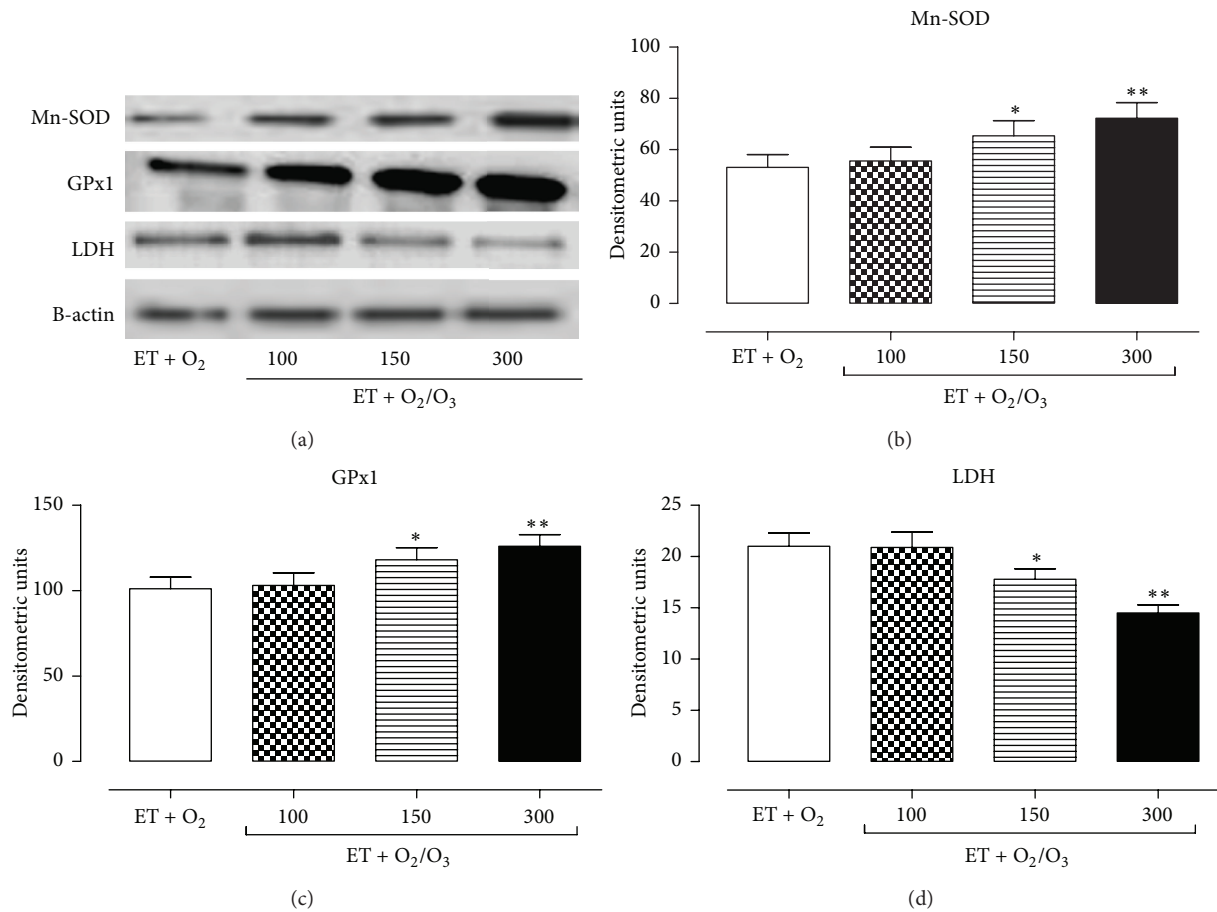 Mn-SOD
GPx1
LDH
B-actin
ET + O₂ 100 150 300
ET + O₂/O₃
(a)
Mn-SOD
Densitometric units
100
80
60
40
20
0
*
**
ET + O₂ 100 150 300
ET + O₂/O₃
(b)
GPx1
Densitometric units
150
100
50
0
*
**
ET + O₂ 100 150 300
ET + O₂/O₃
(c)
LDH
Densitometric units
25
20
15
10
5
0
*
**
ET + O₂ 100 150 300
ET + O₂/O₃
(d)